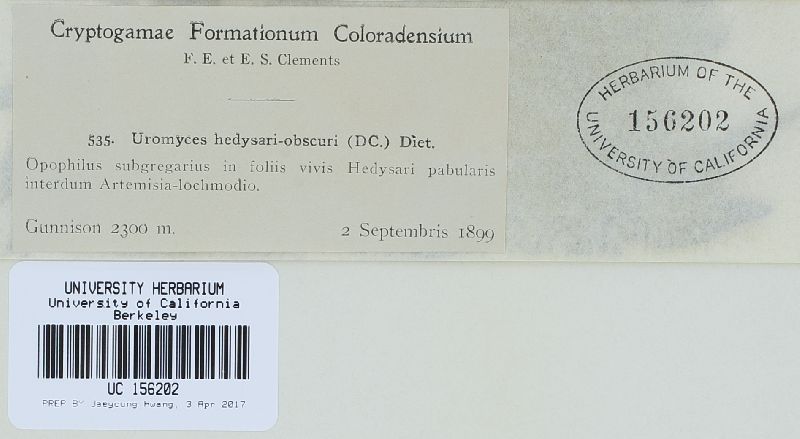 Cryptogamae Formationum Coloradensium
F. E. et E. S. Clements
535. Uromyces hedysari-obscuri (DC.) Diet.
Opophilus subgregarius in foliis vivis Hedysari pabularis
interdum Artemisia-lochmodio.
Gunnison 2300 m. 2 Septembris 1899
HERBARIUM OF THE
156202
UNIVERSITY OF CALIFORNIA
UNIVERSITY HERBARIUM
University of California
Berkeley
UC 156202
PREP BY Jaeycung Hwang, 3 Apr 2017